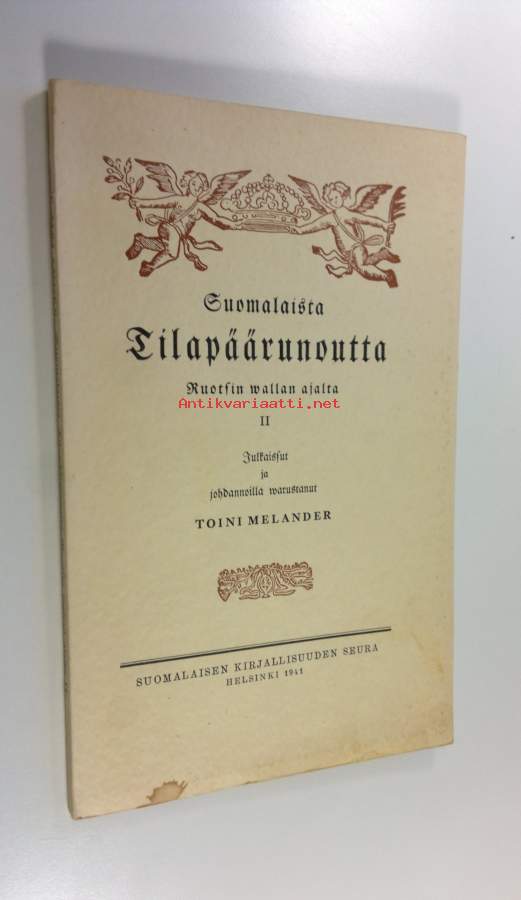 Suomalaista
Tilapäärunoutta
Ruotsin wallan ajalta
Antikvariaatti.net
II
Julkaissut
ja
johdannoilla warustanut
TOINI MELANDER
SUOMALAISEN KIRJALLISUUDEN SEURA
HELSINKI 1941